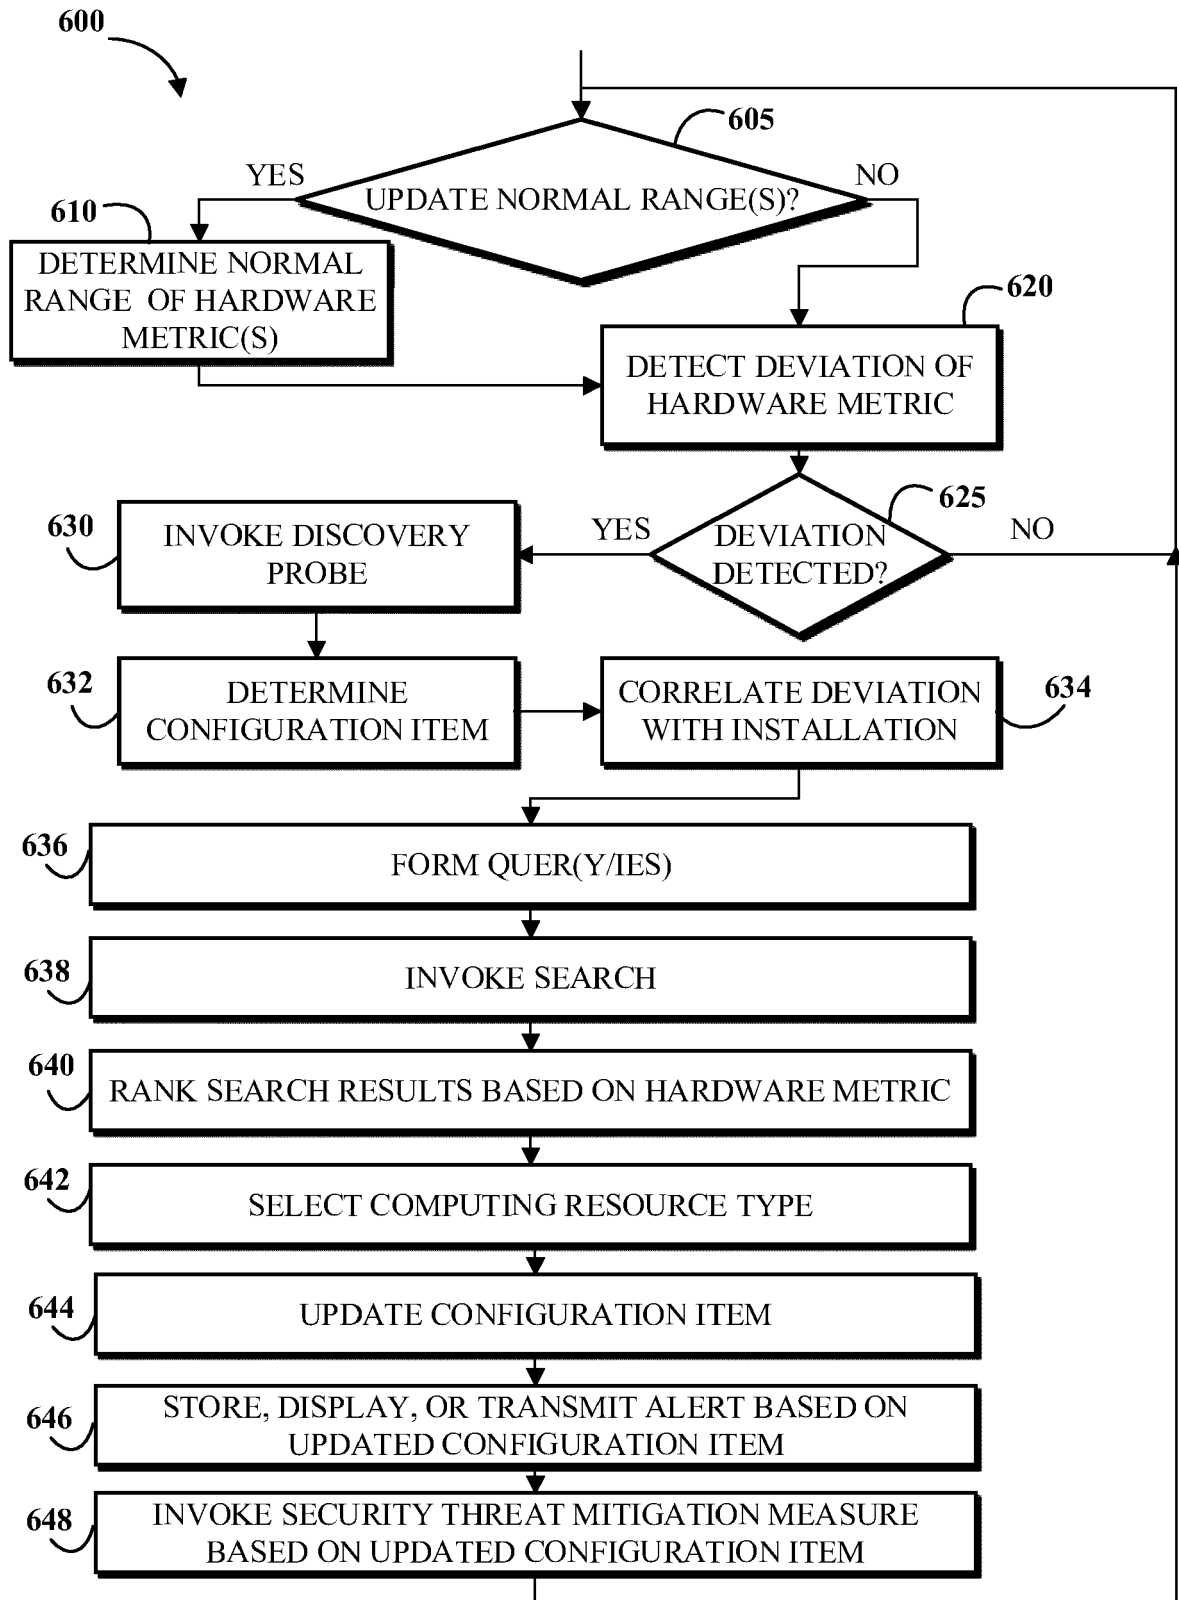 600
605
YES
NO
UPDATE NORMAL RANGE(S)?
610
DETERMINE NORMAL
RANGE OF HARDWARE
METRIC(S)
620
DETECT DEVIATION OF
HARDWARE METRIC
625
YES
NO
DEVIATION
DETECTED?
630
INVOKE DISCOVERY
PROBE
632
DETERMINE
CONFIGURATION ITEM
CORRELATE DEVIATION
WITH INSTALLATION
634
636
FORM QUER(Y/IES)
638
INVOKE SEARCH
640
RANK SEARCH RESULTS BASED ON HARDWARE METRIC
642
SELECT COMPUTING RESOURCE TYPE
644
UPDATE CONFIGURATION ITEM
646
STORE, DISPLAY, OR TRANSMIT ALERT BASED ON
UPDATED CONFIGURATION ITEM
648
INVOKE SECURITY THREAT MITIGATION MEASURE
BASED ON UPDATED CONFIGURATION ITEM